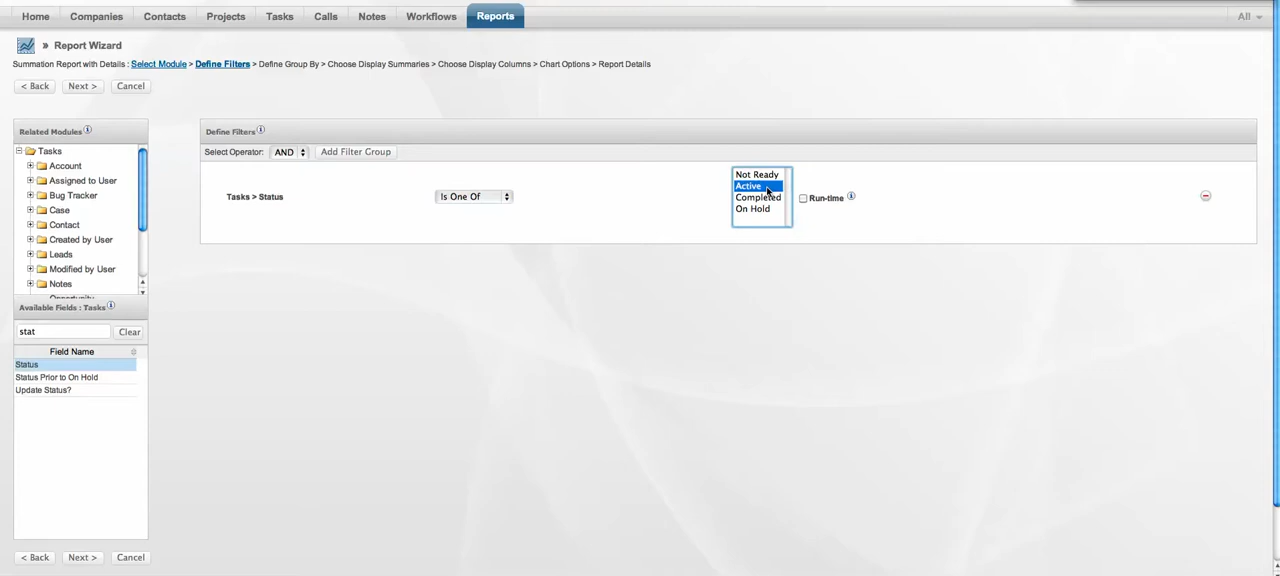 Home Companies Contacts Projects Tasks Calls Notes Workflows Reports All
» Report Wizard
Summation Report with Details : Select Module > Define Filters > Define Group By > Choose Display Summaries > Choose Display Columns > Chart Options > Report Details
< Back Next > Cancel
Related Modules
Tasks
Account
Assigned to User
Bug Tracker
Case
Contact
Created by User
Leads
Modified by User
Notes
Opportunity
Available Fields : Tasks
stat Clear
Field Name
Status
Status Prior to On Hold
Update Status?
Define Filters
Select Operator: AND Add Filter Group
Tasks > Status Is One Of
Not Ready
Active
Completed
On Hold
Run-time
< Back Next > Cancel